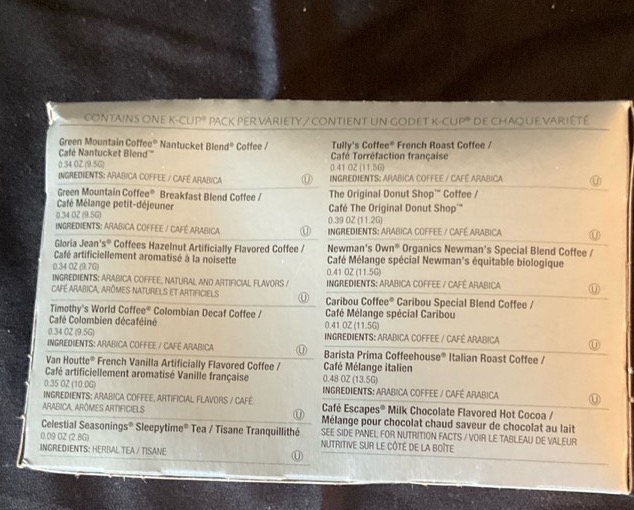 CONTAINS ONE K-CUP® PACK PER VARIETY / CONTIENT UN GODET K-CUP® DE CHAQUE VARIÉTÉ
Green Mountain Coffee® Nantucket Blend® Coffee /
Café Nantucket Blend™
0.34 OZ (9.5G)
INGREDIENTS: ARABICA COFFEE / CAFÉ ARABICA
U
Green Mountain Coffee® Breakfast Blend Coffee /
Café Mélange petit-déjeuner
0.34 OZ (9.5G)
INGREDIENTS: ARABICA COFFEE / CAFÉ ARABICA
U
Gloria Jean's® Coffees Hazelnut Artificially Flavored Coffee /
Café artificiellement aromatisé à la noisette
0.34 OZ (9.7G)
INGREDIENTS: ARABICA COFFEE, NATURAL AND ARTIFICIAL FLAVORS /
CAFÉ ARABICA, ARÔMES NATURELS ET ARTIFICIELS
U
Timothy's World Coffee® Colombian Decaf Coffee /
Café Colombien décaféiné
0.34 OZ (9.5G)
INGREDIENTS: ARABICA COFFEE / CAFÉ ARABICA
U
Van Houtte® French Vanilla Artificially Flavored Coffee /
Café artificiellement aromatisé Vanille française
0.35 OZ (10.0G)
INGREDIENTS: ARABICA COFFEE, ARTIFICIAL FLAVORS / CAFÉ
ARABICA, ARÔMES ARTIFICIELS
U
Celestial Seasonings® Sleepytime® Tea / Tisane Tranquillithé
0.09 OZ (2.8G)
INGREDIENTS: HERBAL TEA / TISANE
U
Tully's Coffee® French Roast Coffee /
Café Torréfaction française
0.41 OZ (11.5G)
INGREDIENTS: ARABICA COFFEE / CAFÉ ARABICA
U
The Original Donut Shop™ Coffee /
Café The Original Donut Shop™
0.39 OZ (11.2G)
INGREDIENTS: ARABICA COFFEE / CAFÉ ARABICA
U
Newman's Own® Organics Newman's Special Blend Coffee /
Café Mélange spécial Newman's équitable biologique
0.41 OZ (11.5G)
INGREDIENTS: ARABICA COFFEE / CAFÉ ARABICA
U
Caribou Coffee® Caribou Special Blend Coffee /
Café Mélange spécial Caribou
0.41 OZ (11.5G)
INGREDIENTS: ARABICA COFFEE / CAFÉ ARABICA
U
Barista Prima Coffeehouse® Italian Roast Coffee /
Café Mélange italien
0.48 OZ (13.5G)
INGREDIENTS: ARABICA COFFEE / CAFÉ ARABICA
U
Café Escapes® Milk Chocolate Flavored Hot Cocoa /
Mélange pour chocolat chaud saveur de chocolat au lait
SEE SIDE PANEL FOR NUTRITION FACTS / VOIR LE TABLEAU DE VALEUR
NUTRITIVE SUR LE CÔTÉ DE LA BOÎTE